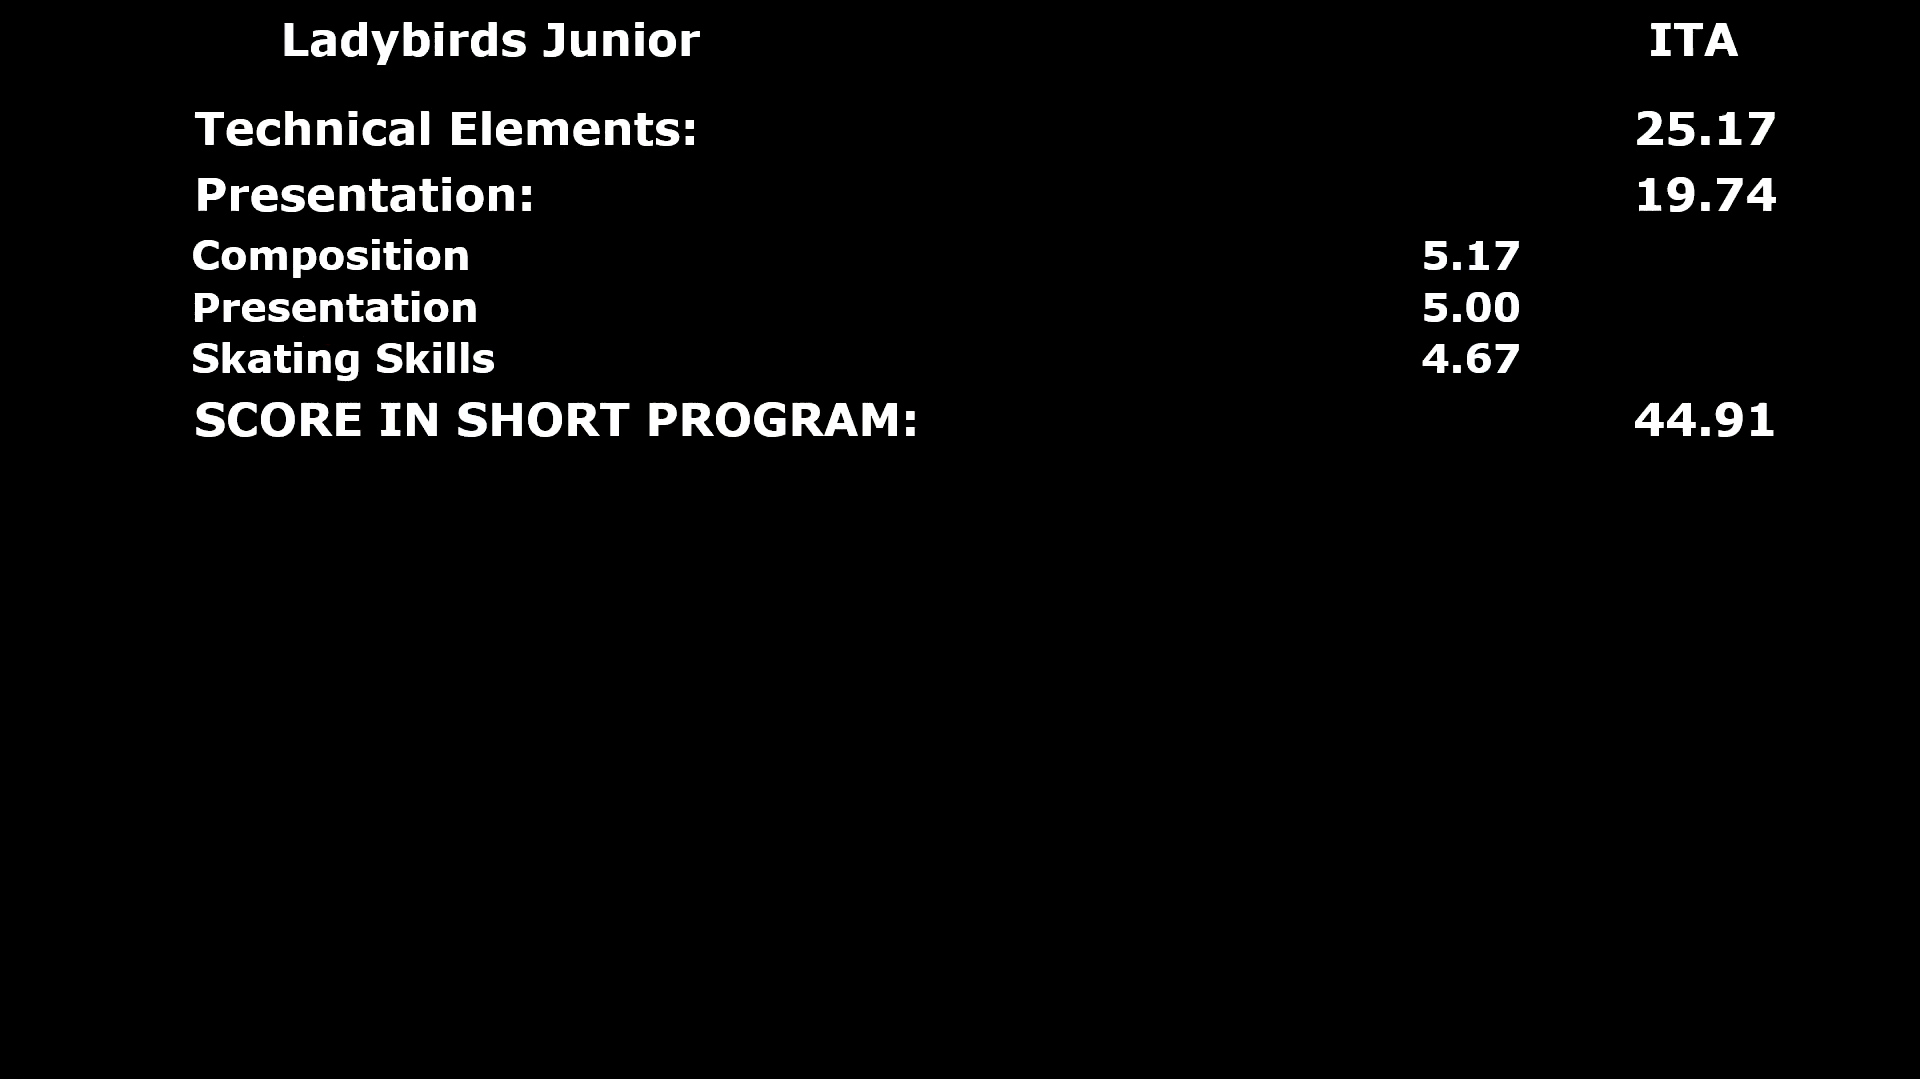 Ladybirds Junior ITA
Technical Elements: 25.17
Presentation: 19.74
Composition 5.17
Presentation 5.00
Skating Skills 4.67
SCORE IN SHORT PROGRAM: 44.91